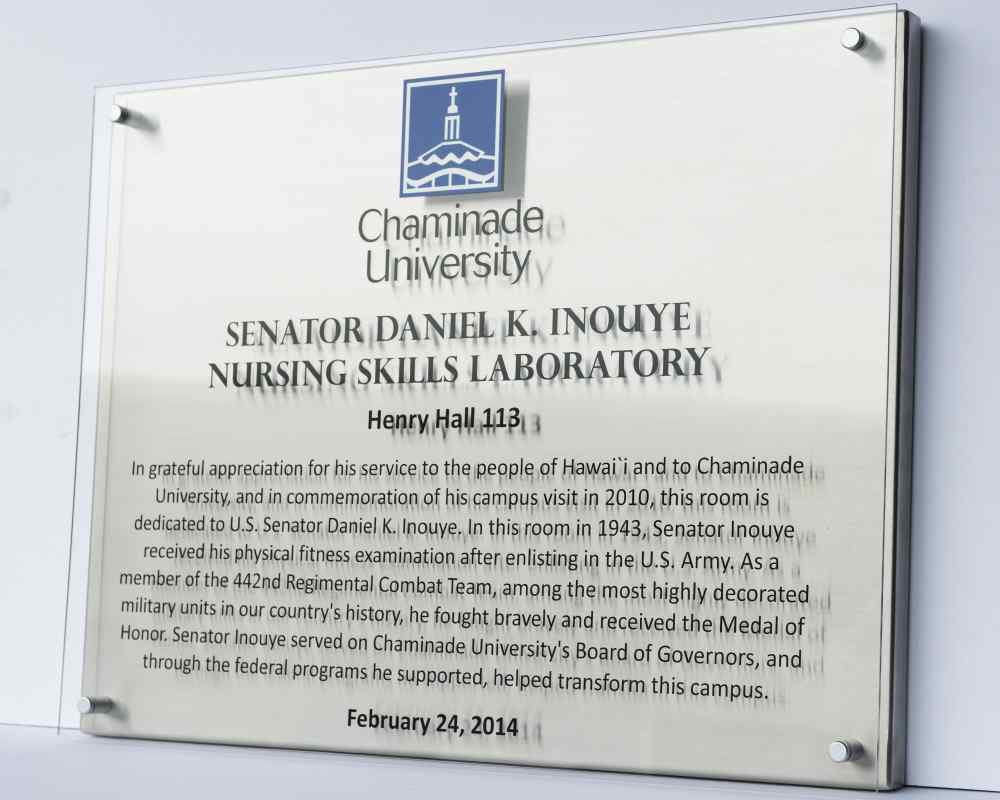 Chaminade
University
SENATOR DANIEL K. INOUYE
NURSING SKILLS LABORATORY
Henry Hall 113
In grateful appreciation for his service to the people of Hawai`i and to Chaminade
University, and in commemoration of his campus visit in 2010, this room is
dedicated to U.S. Senator Daniel K. Inouye. In this room in 1943, Senator Inouye
received his physical fitness examination after enlisting in the U.S. Army. As a
member of the 442nd Regimental Combat Team, among the most highly decorated
military units in our country's history, he fought bravely and received the Medal of
Honor. Senator Inouye served on Chaminade University's Board of Governors, and
through the federal programs he supported, helped transform this campus.
February 24, 2014